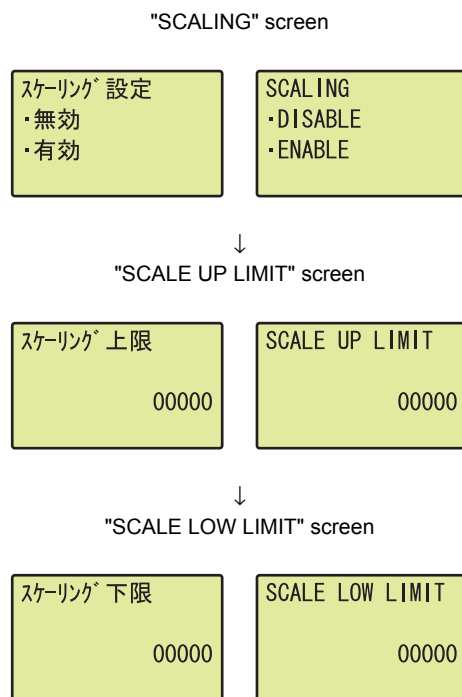 "SCALING" screen
ｽｹｰﾘﾝｸﾞ設定
・無効
・有効
SCALING
・DISABLE
・ENABLE
↓
"SCALE UP LIMIT" screen
ｽｹｰﾘﾝｸﾞ上限
00000
SCALE UP LIMIT
00000
↓
"SCALE LOW LIMIT" screen
ｽｹｰﾘﾝｸﾞ下限
00000
SCALE LOW LIMIT
00000